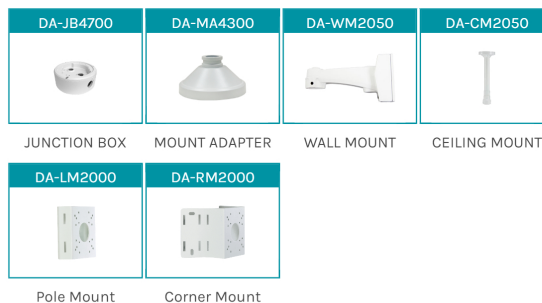 DA-JB4700 DA-MA4300 DA-WM2050 DA-CM2050
JUNCTION BOX MOUNT ADAPTER WALL MOUNT CEILING MOUNT
DA-LM2000 DA-RM2000
Pole Mount Corner Mount